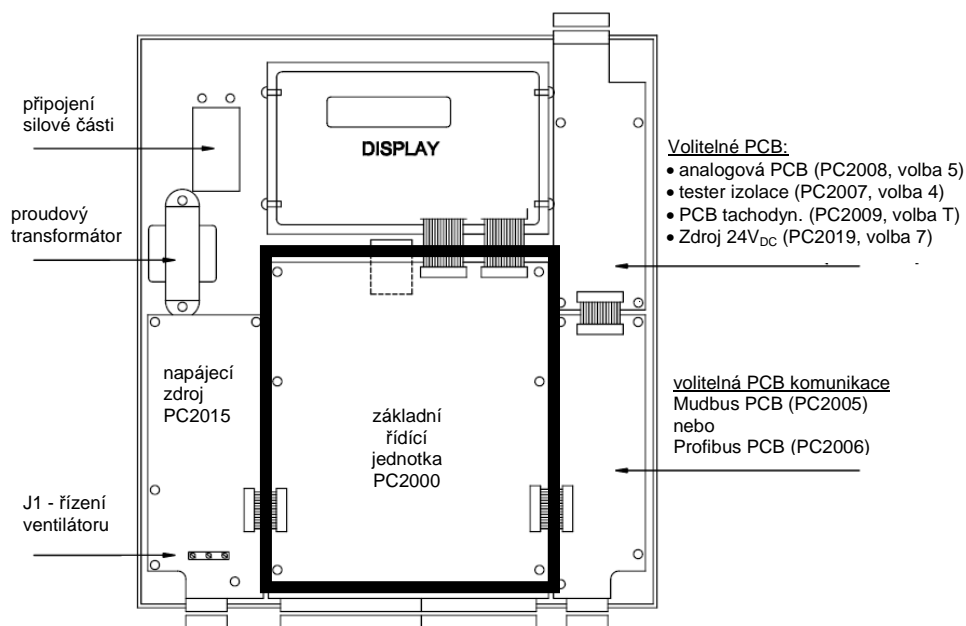 připojení
silové části
proudový
transformátor
DISPLAY
Volitelné PCB:
• analogová PCB (PC2008, volba 5)
• tester izolace (PC2007, volba 4)
• PCB tachodyn. (PC2009, volba T)
• Zdroj 24VDC (PC2019, volba 7)
napájecí
zdroj
PC2015
základní
řídící
jednotka
PC2000
volitelná PCB komunikace
Mudbus PCB (PC2005)
nebo
Profibus PCB (PC2006)
J1 - řízení
ventilátoru